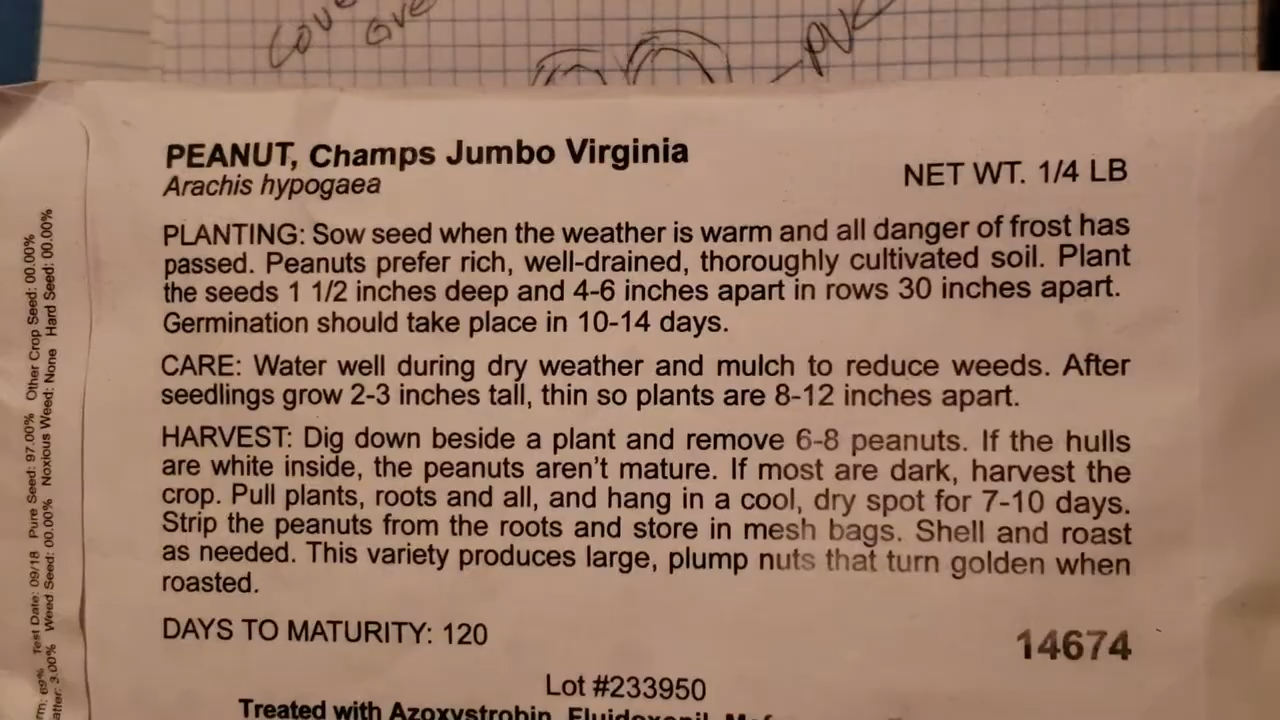 PVC
PEANUT, Champs Jumbo Virginia
Arachis hypogaea
NET WT. 1/4 LB
PLANTING: Sow seed when the weather is warm and all danger of frost has
passed. Peanuts prefer rich, well-drained, thoroughly cultivated soil. Plant
the seeds 1 1/2 inches deep and 4-6 inches apart in rows 30 inches apart.
Germination should take place in 10-14 days.
CARE: Water well during dry weather and mulch to reduce weeds. After
seedlings grow 2-3 inches tall, thin so plants are 8-12 inches apart.
HARVEST: Dig down beside a plant and remove 6-8 peanuts. If the hulls
are white inside, the peanuts aren't mature. If most are dark, harvest the
crop. Pull plants, roots and all, and hang in a cool, dry spot for 7-10 days.
Strip the peanuts from the roots and store in mesh bags. Shell and roast
as needed. This variety produces large, plump nuts that turn golden when
roasted.
DAYS TO MATURITY: 120
14674
Lot #233950
Treated with Azoxystrobin, Fludioxonil,
Test Date: 09/18 Pure Seed: 97.00% Other Crop Seed: 00.00%
3.00% Weed Seed: 00.00% Noxious Weed: None Hard Seed: 00.00%